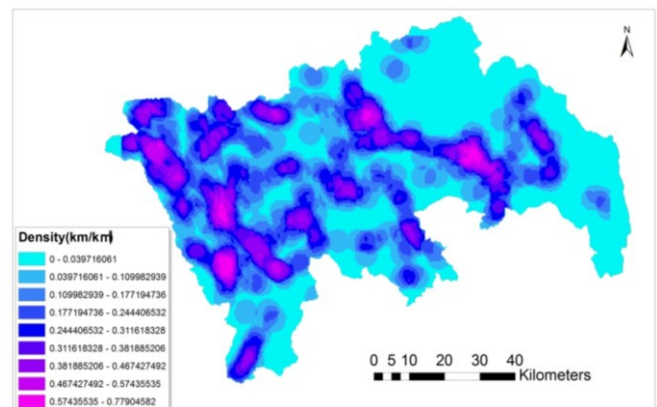 N
Density(km/km)
0 - 0.039716061
0.039716061 - 0.109982939
0.109982939 - 0.177194736
0.177194736 - 0.244406532
0.244406532 - 0.311618328
0.311618328 - 0.381885206
0.381885206 - 0.467427492
0.467427492 - 0.57435535
0.57435535 - 0.77904582
0 5 10 20 30 40
Kilometers